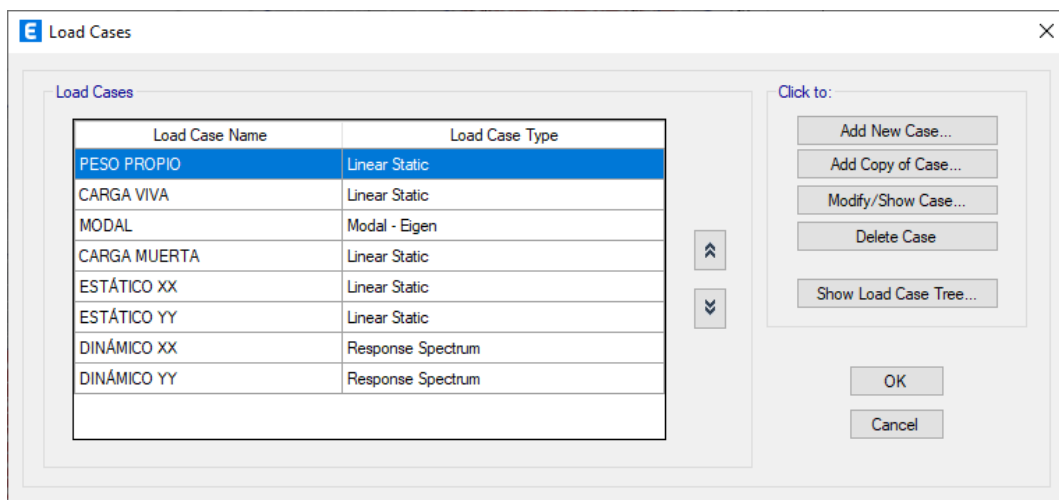 E Load Cases
Load Cases
Load Case Name Load Case Type
PESO PROPIO Linear Static
CARGA VIVA Linear Static
MODAL Modal - Eigen
CARGA MUERTA Linear Static
ESTÁTICO XX Linear Static
ESTÁTICO YY Linear Static
DINÁMICO XX Response Spectrum
DINÁMICO YY Response Spectrum
Click to:
Add New Case...
Add Copy of Case...
Modify/Show Case...
Delete Case
Show Load Case Tree...
OK
Cancel